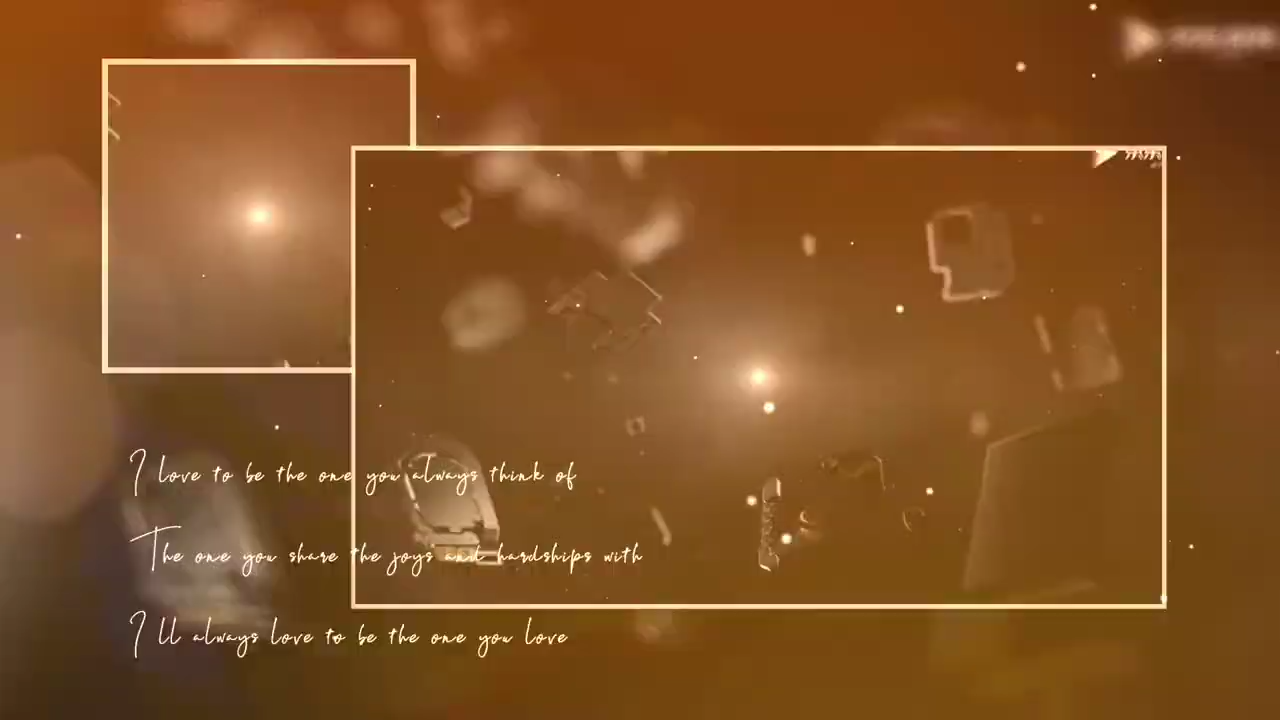 I love to be the one you always think of
The one you share the joys and hardships with
I ll always love to be the one you love